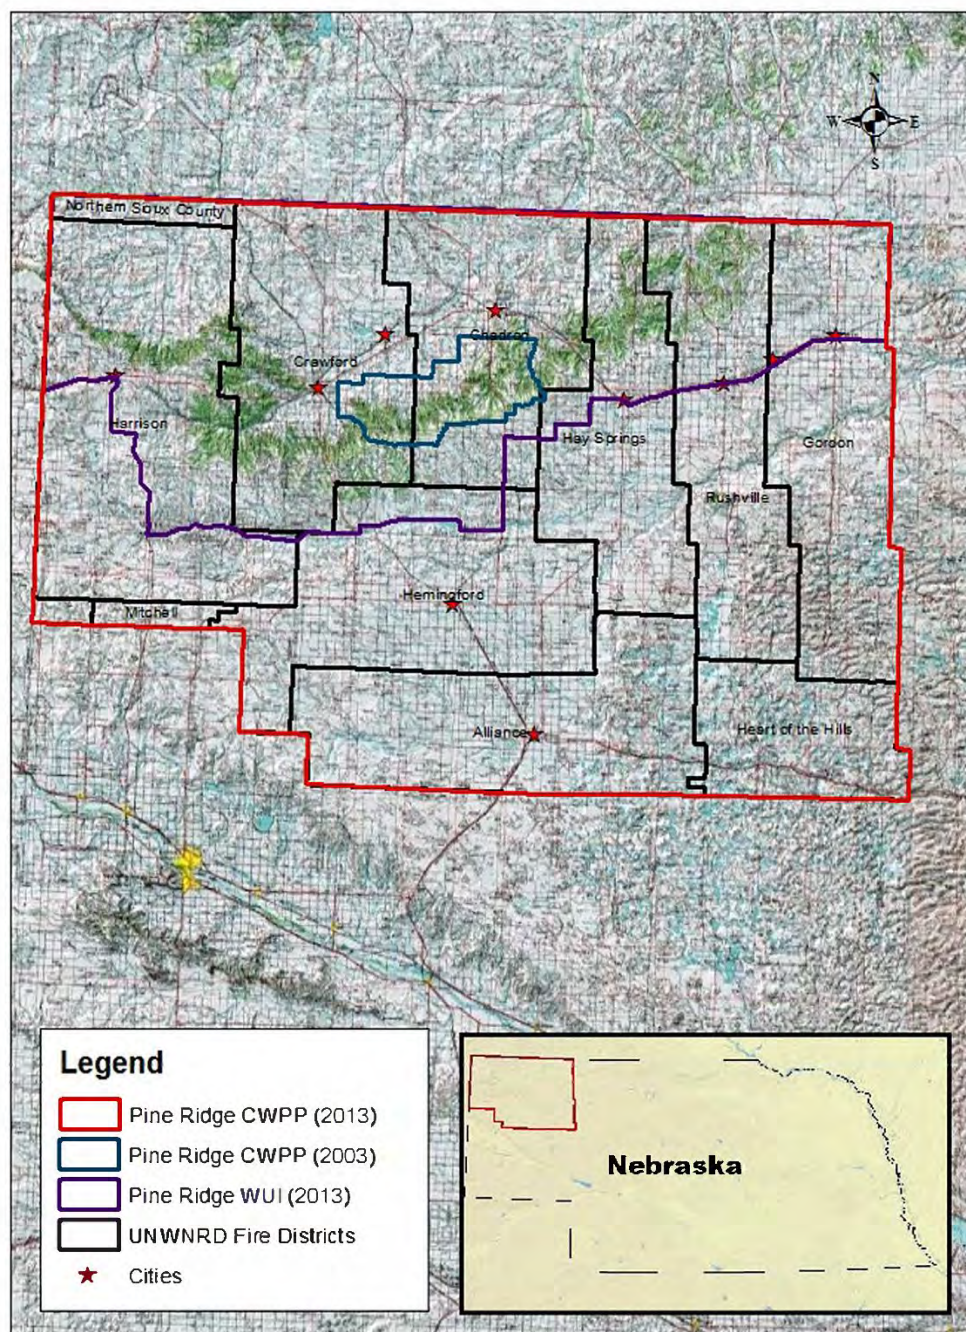 N
W E
S
Northern Sioux County
Chadron
Crawford
Harrison
Hay Springs
Gordon
Rushville
Hemingford
Mitchell
Alliance
Heart of the Hills
Legend
Pine Ridge CWPP (2013)
Pine Ridge CWPP (2003)
Pine Ridge WUI (2013)
UNWNRD Fire Districts
Cities
Nebraska